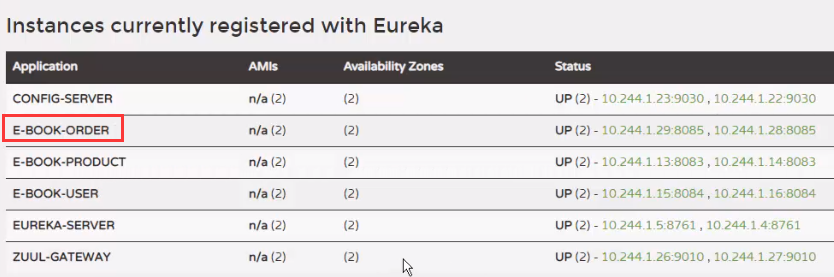 Instances currently registered with Eureka
Application AMIs Availability Zones Status
CONFIG-SERVER n/a (2) (2) UP (2) - 10.244.1.23:9030 , 10.244.1.22:9030
E-BOOK-ORDER n/a (2) (2) UP (2) - 10.244.1.29:8085 , 10.244.1.28:8085
E-BOOK-PRODUCT n/a (2) (2) UP (2) - 10.244.1.13:8083 , 10.244.1.14:8083
E-BOOK-USER n/a (2) (2) UP (2) - 10.244.1.15:8084 , 10.244.1.16:8084
EUREKA-SERVER n/a (2) (2) UP (2) - 10.244.1.5:8761 , 10.244.1.4:8761
ZUUL-GATEWAY n/a (2) (2) UP (2) - 10.244.1.26:9010 , 10.244.1.27:9010